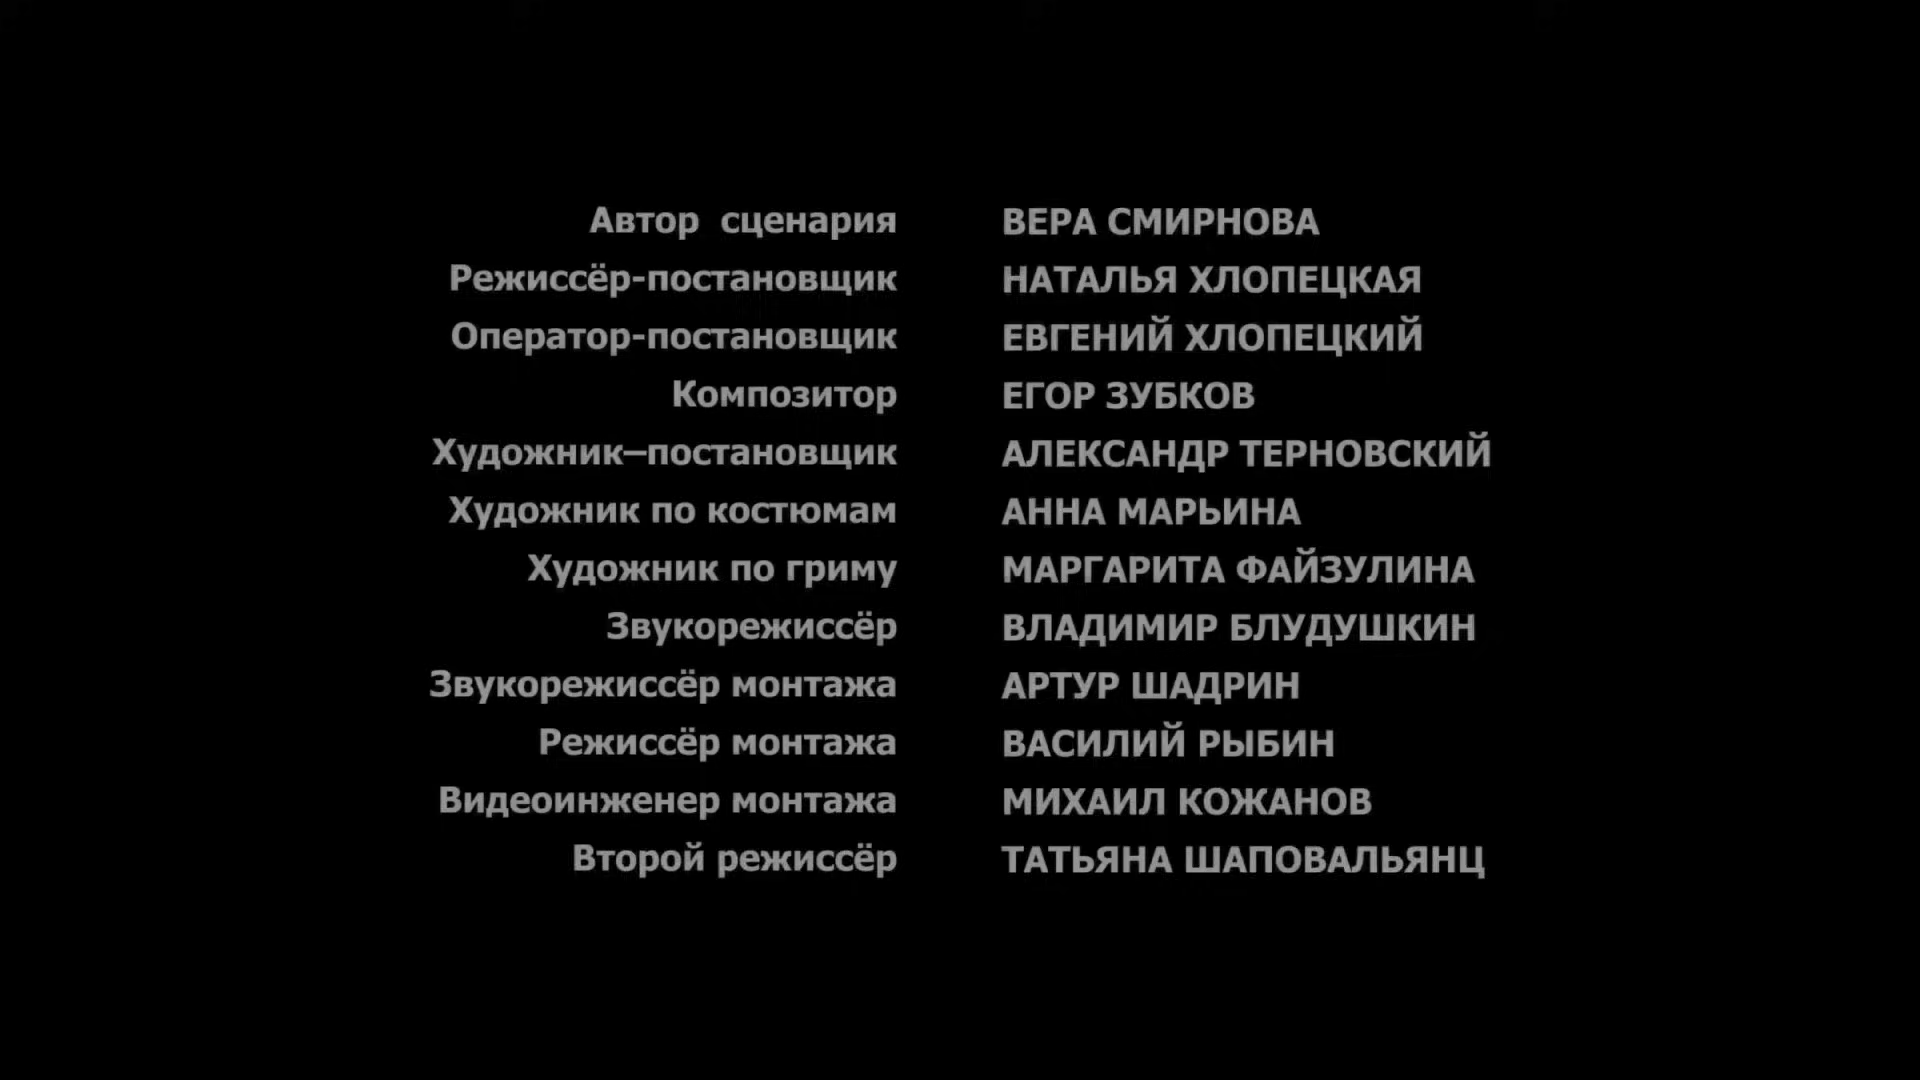 Автор сценария ВЕРА СМИРНОВА
Режиссёр-постановщик НАТАЛЬЯ ХЛОПЕЦКАЯ
Оператор-постановщик ЕВГЕНИЙ ХЛОПЕЦКИЙ
Композитор ЕГОР ЗУБКОВ
Художник–постановщик АЛЕКСАНДР ТЕРНОВСКИЙ
Художник по костюмам АННА МАРЬИНА
Художник по гриму МАРГАРИТА ФАЙЗУЛИНА
Звукорежиссёр ВЛАДИМИР БЛУДУШКИН
Звукорежиссёр монтажа АРТУР ШАДРИН
Режиссёр монтажа ВАСИЛИЙ РЫБИН
Видеоинженер монтажа МИХАИЛ КОЖАНОВ
Второй режиссёр ТАТЬЯНА ШАПОВАЛЬЯНЦ